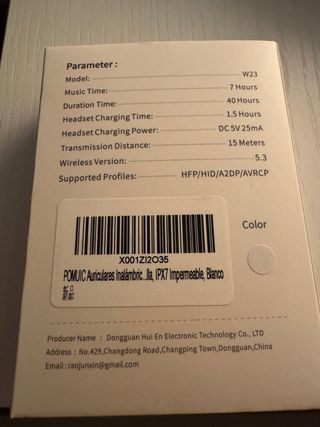 Parameter :
Model: W23
Music Time: 7 Hours
Duration Time: 40 Hours
Headset Charging Time: 1.5 Hours
Headset Charging Power: DC 5V 25mA
Transmission Distance: 15 Meters
Wireless Version: 5.3
Supported Profiles: HFP/HID/A2DP/AVRCP
Color
X001ZI2O35
POMUIC Auriculares Inalámbric...lla, IPX7 Impermeable, Blanco
Producer Name : Dongguan Hui En Electronic Technology Co., LTD
Address : No.429,Changdong Road,Changping Town,Dongguan,China
Email : raojunxin@gmail.com